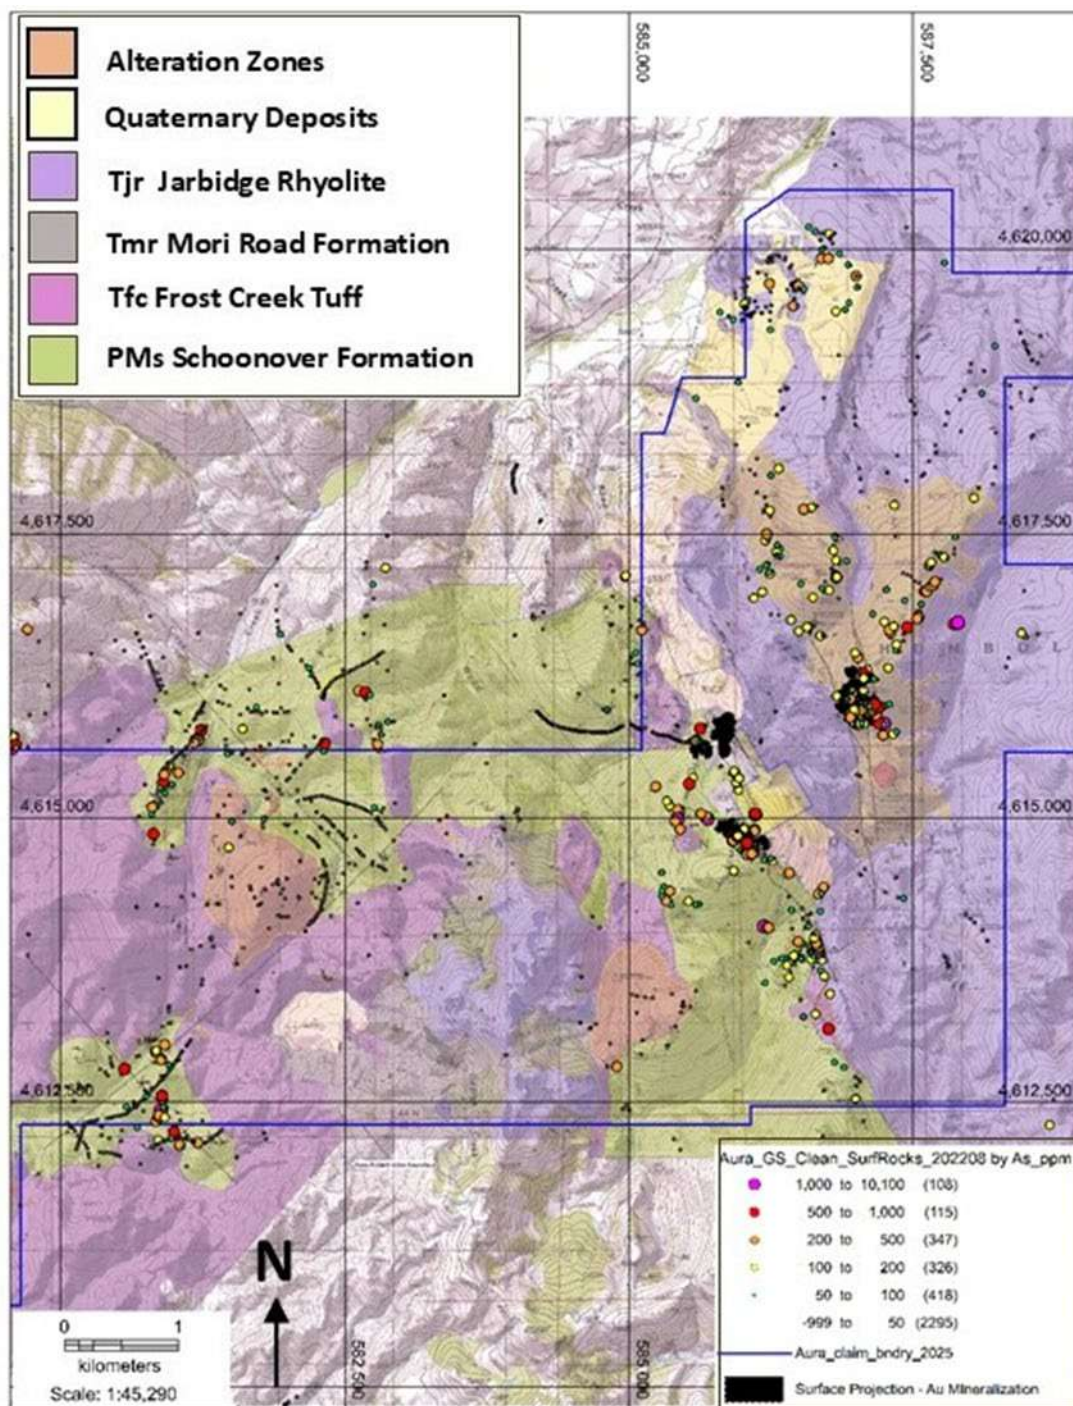 Alteration Zones
Quaternary Deposits
Tjr Jarbidge Rhyolite
Tmr Mori Road Formation
Tfc Frost Creek Tuff
PMs Schoonover Formation
585,000
587,500
4,620,000
4,617,500
4,617,500
4,615,000
4,615,000
4,612,500
4,612,500
N
0 1
kilometers
Scale: 1:45,290
582,500
585,000
Aura_GS_Clean_SurfRocks_202208 by As_ppm
1,000 to 10,100 (108)
500 to 1,000 (115)
200 to 500 (347)
100 to 200 (326)
50 to 100 (418)
-999 to 50 (2295)
Aura_claim_bndry_2025
Surface Projection - Au Mineralization